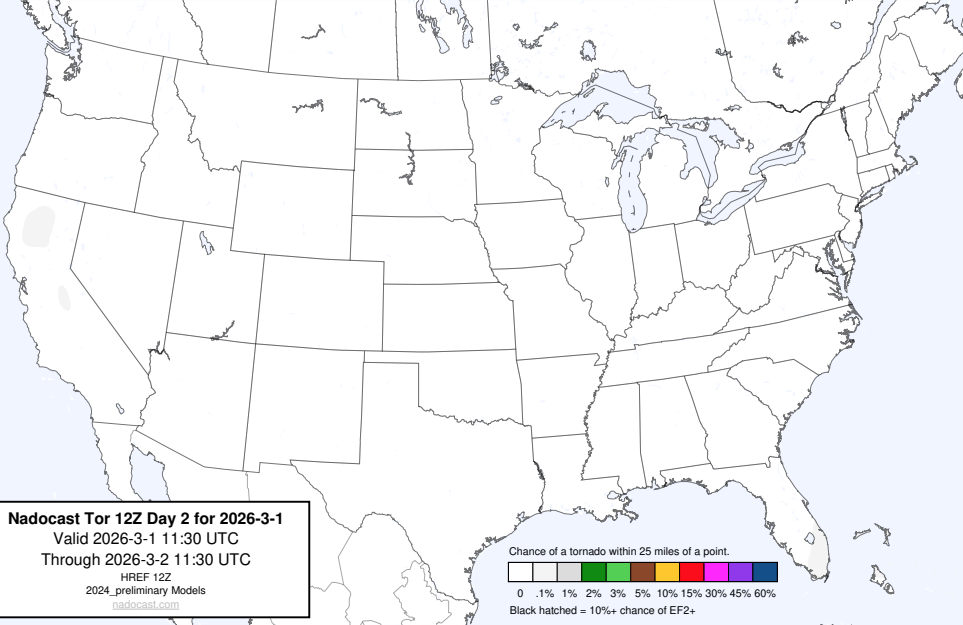 Nadocast Tor 12Z Day 2 for 2026-3-1
Valid 2026-3-1 11:30 UTC
Through 2026-3-2 11:30 UTC
HREF 12Z
2024_preliminary Models
nadocast.com
Chance of a tornado within 25 miles of a point.
0 .1% 1% 2% 3% 5% 10% 15% 30% 45% 60%
Black hatched = 10%+ chance of EF2+